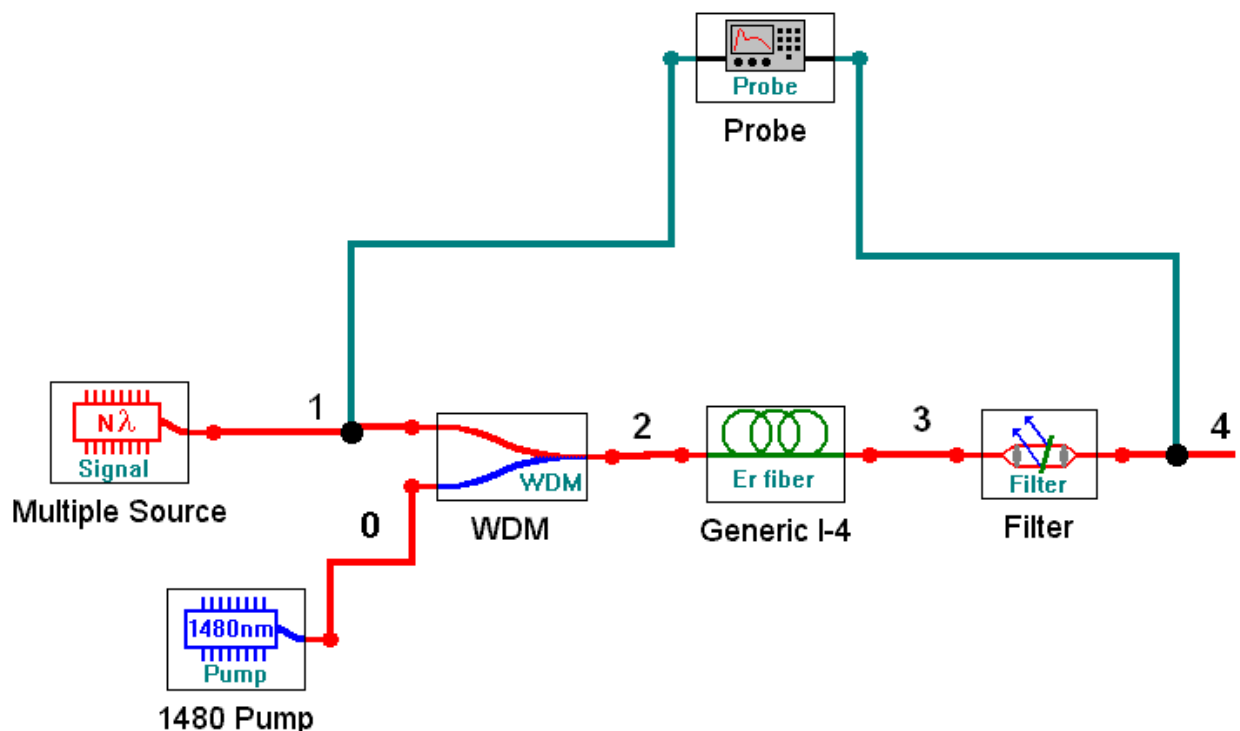 Probe
Probe
Nλ
Signal
Multiple Source
1
0
WDM
WDM
2
Er fiber
Generic I-4
3
Filter
Filter
4
1480nm
Pump
1480 Pump